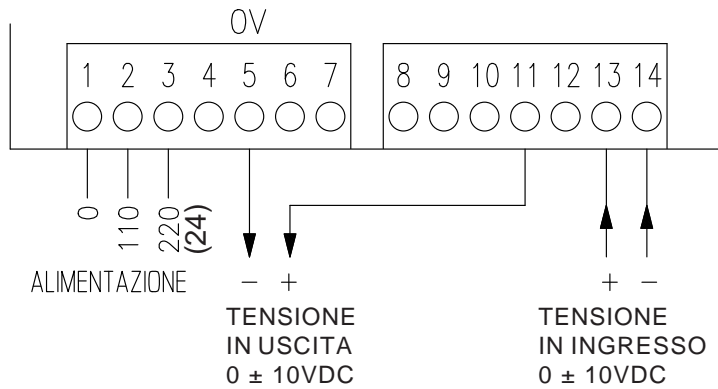 0V
1 2 3 4 5 6 7 8 9 10 11 12 13 14
0 110 220 (24)
ALIMENTAZIONE − + + −
TENSIONE
IN USCITA
0 ± 10VDC
TENSIONE
IN INGRESSO
0 ± 10VDC